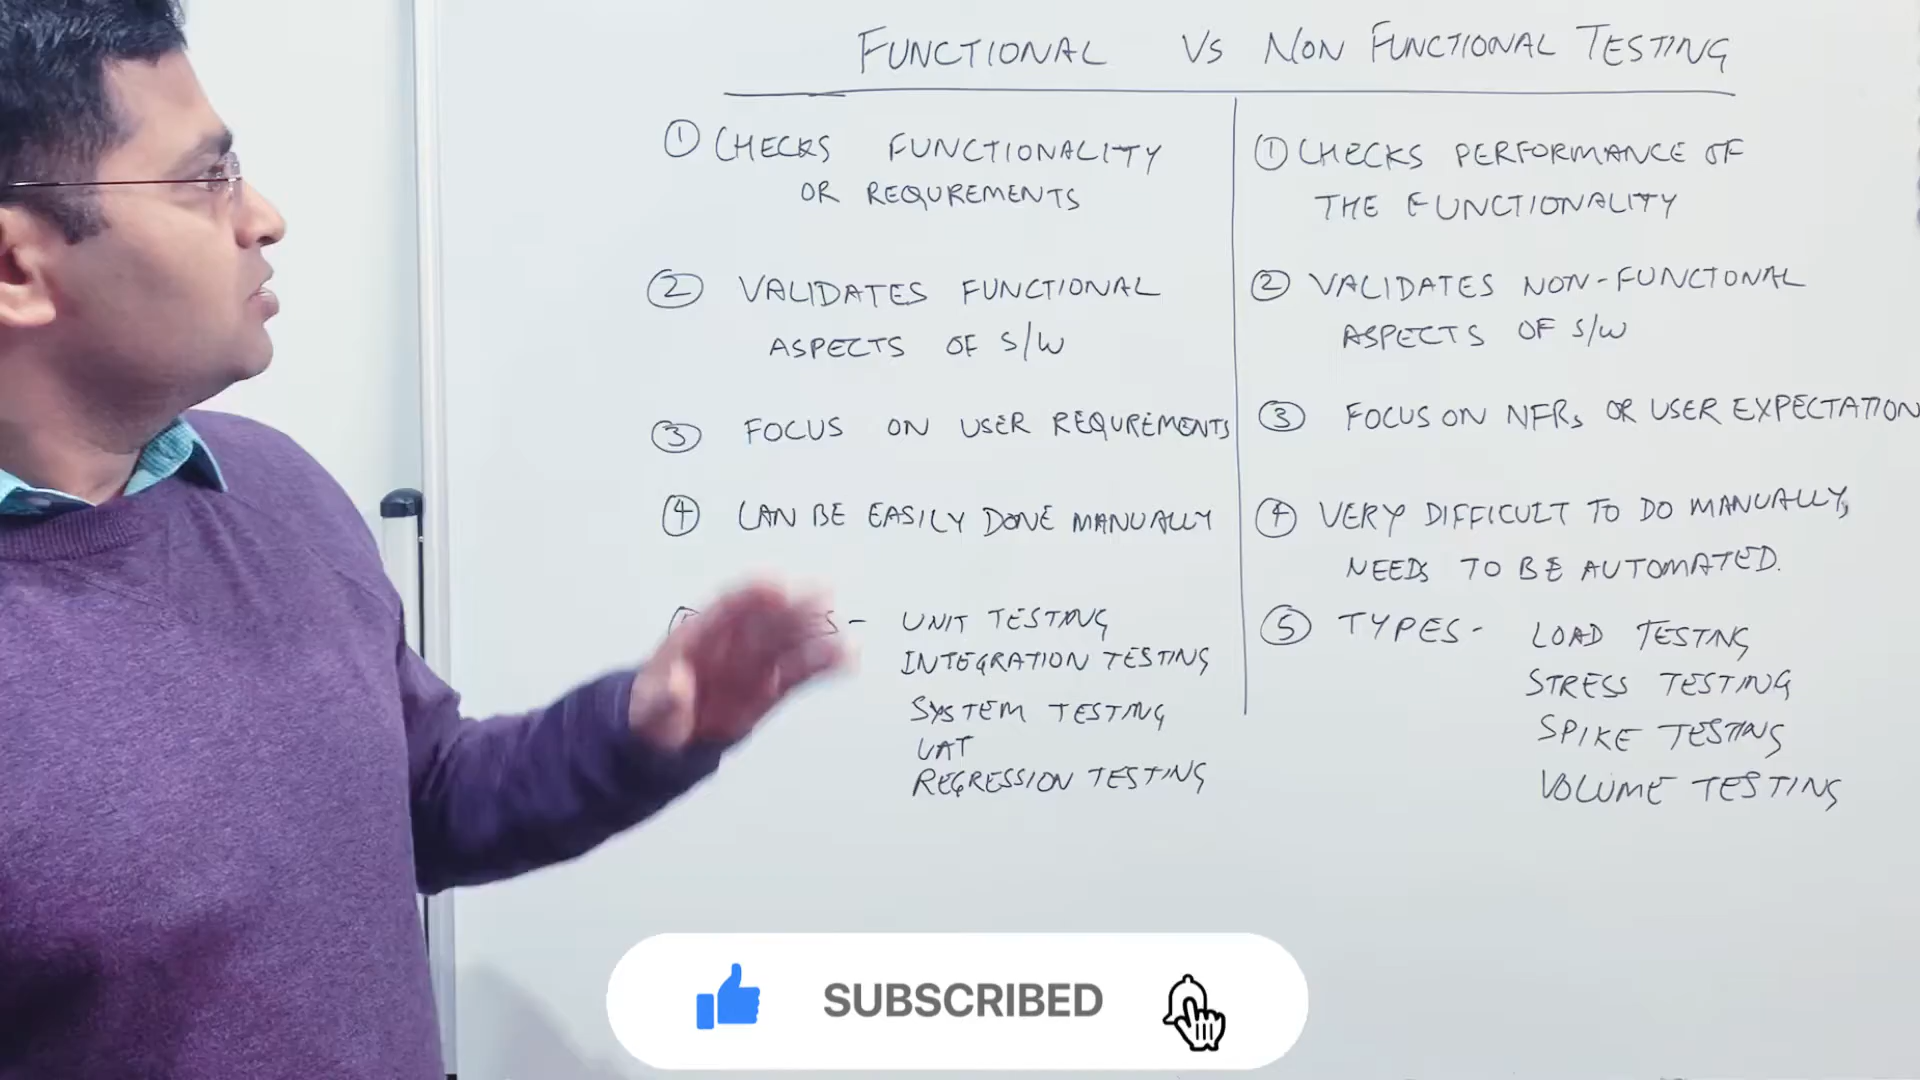 FUNCTIONAL VS NON FUNCTIONAL TESTING
① CHECKS FUNCTIONALITY
OR REQUREMENTS
② VALIDATES FUNCTIONAL
ASPECTS OF S/W
③ FOCUS ON USER REQUREMENTS
④ CAN BE EASILY DONE MANUALLY
- UNIT TESTING
INTEGRATION TESTING
SYSTEM TESTING
UAT
REGRESSION TESTING
① CHECKS PERFORMANCE OF
THE FUNCTIONALITY
② VALIDATES NON-FUNCTONAL
ASPECTS OF S/W
③ FOCUS ON NFRs OR USER EXPECTATION
④ VERY DIFFICULT TO DO MANUALLY,
NEEDS TO BE AUTOMATED.
⑤ TYPES - LOAD TESTNG
STRESS TESTING
SPIKE TESTING
VOLUME TESTING
SUBSCRIBED